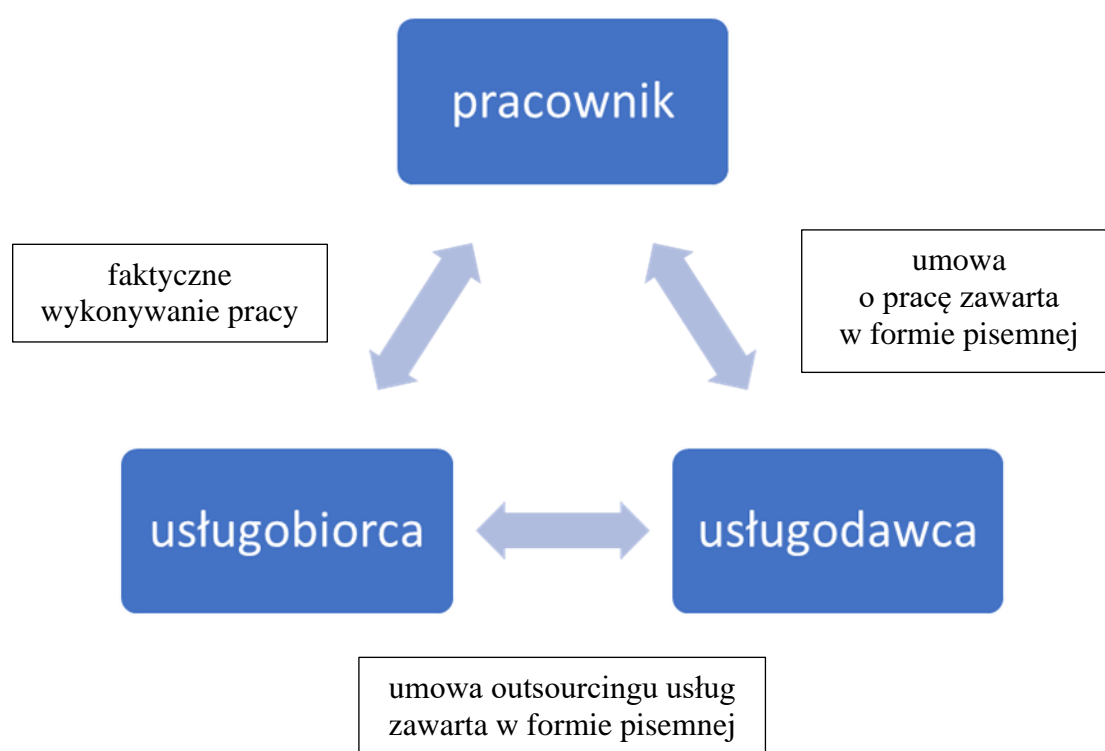 pracownik
faktyczne
wykonywanie pracy
umowa
o pracę zawarta
w formie pisemnej
usługobiorca
usługodawca
umowa outsourcingu usług
zawarta w formie pisemnej